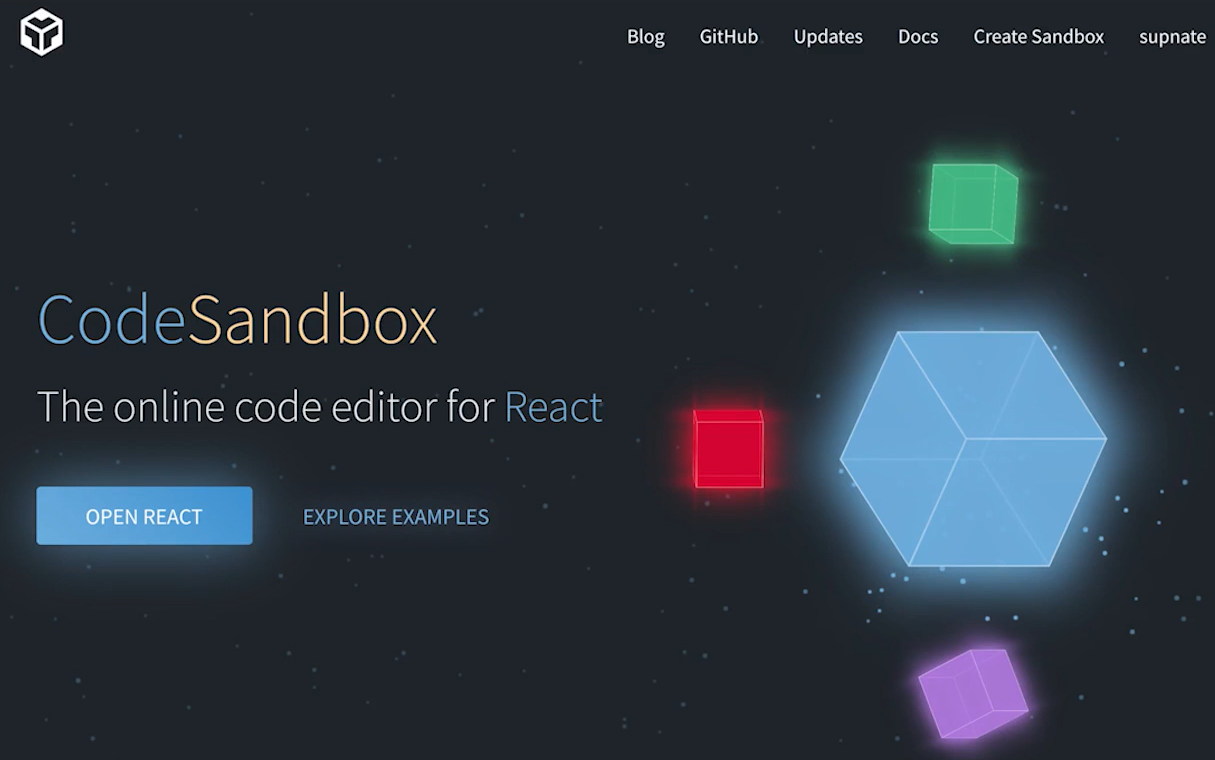 Blog GitHub Updates Docs Create Sandbox supnate
CodeSandbox
The online code editor for React
OPEN REACT EXPLORE EXAMPLES